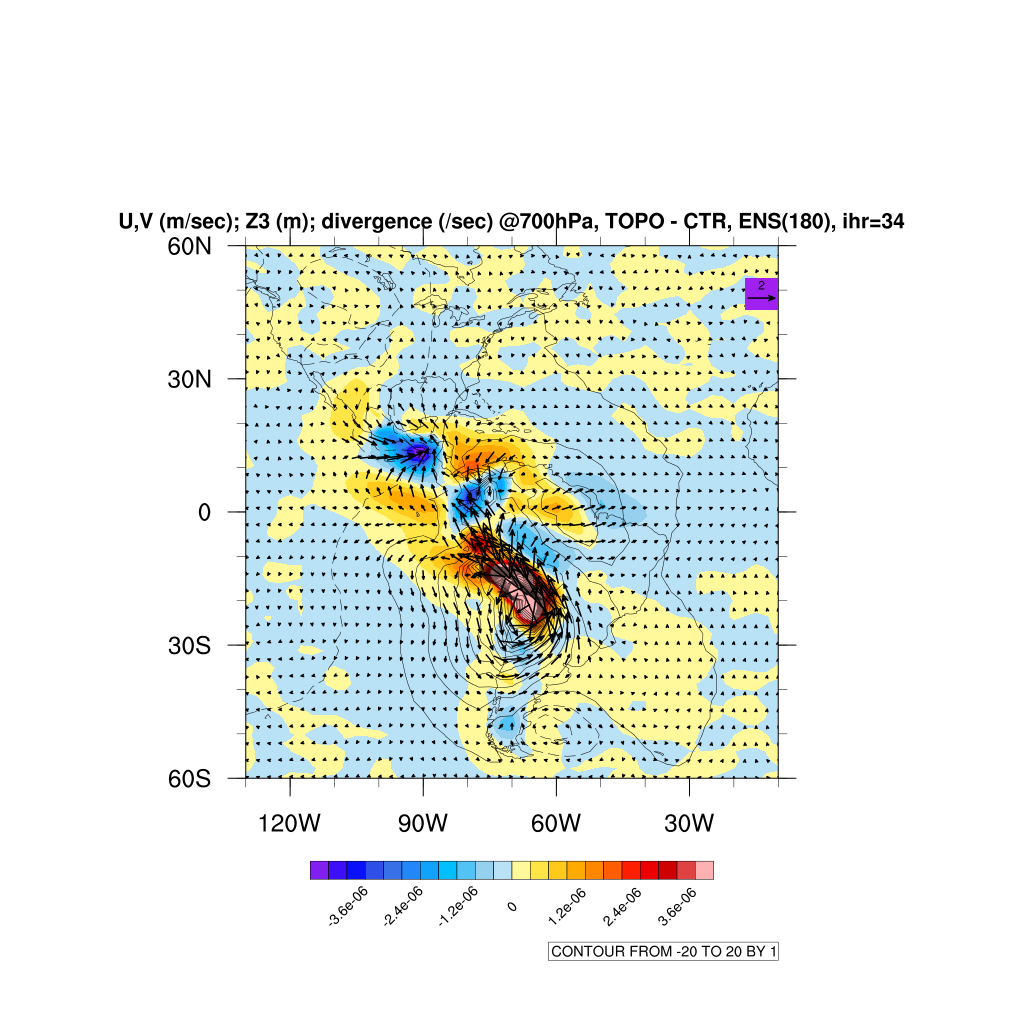 U,V (m/sec); Z3 (m); divergence (/sec) @700hPa, TOPO - CTR, ENS(180), ihr=34
60N
2
30N
0
30S
60S
120W 90W 60W 30W
-3.6e-06 -2.4e-06 -1.2e-06 0 1.2e-06 2.4e-06 3.6e-06
CONTOUR FROM -20 TO 20 BY 1